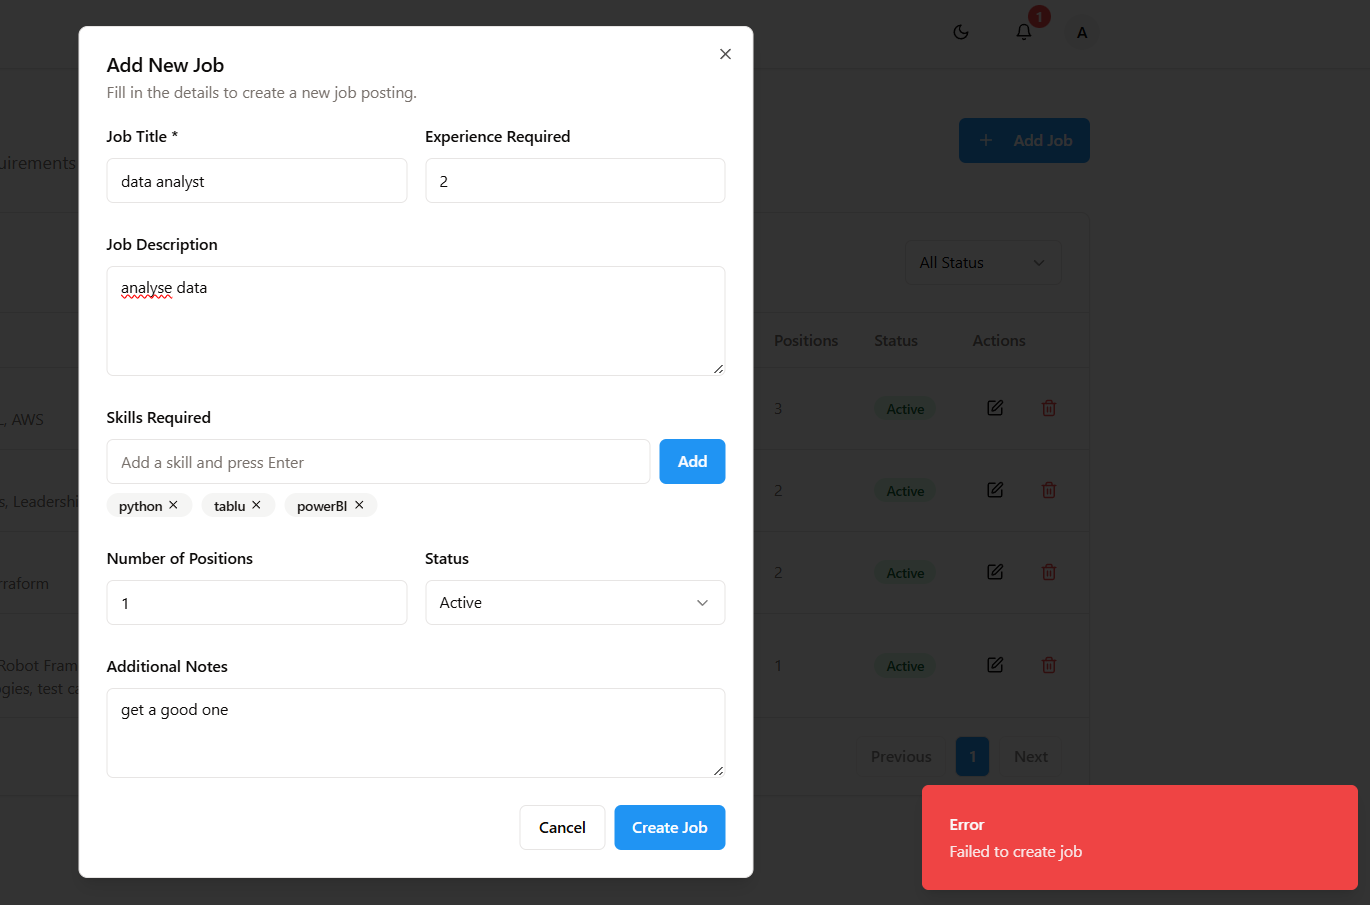 Add New Job
Fill in the details to create a new job posting.
Job Title *
Experience Required
data analyst
2
Job Description
analyse data
Skills Required
Add a skill and press Enter
Add
python
tablu
powerBI
Number of Positions
Status
1
Active
Additional Notes
get a good one
Cancel
Create Job
1
A
uirements
Add Job
All Status
Positions
Status
Actions
, AWS
3
Active
s, Leadershi
2
Active
rraform
2
Active
Robot Fram
gies, test ca
1
Active
Previous
1
Next
Error
Failed to create job